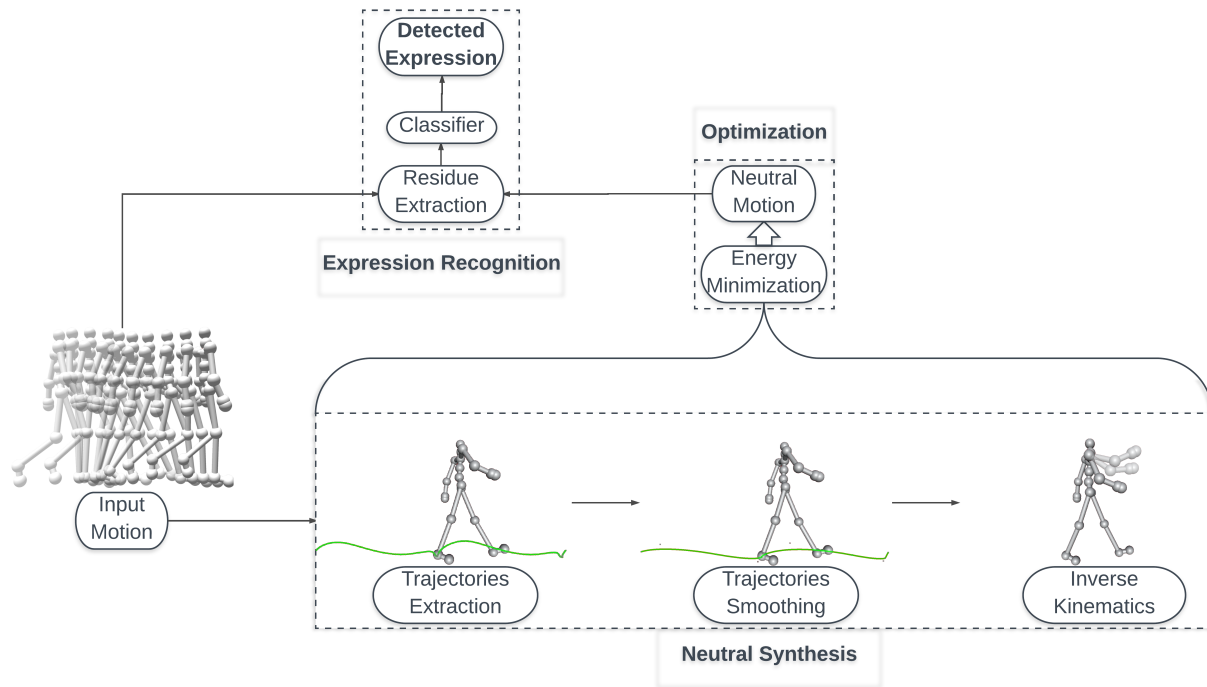 Detected
Expression
Classifier
Optimization
Residue
Extraction
Neutral
Motion
Expression Recognition
Energy
Minimization
Input
Motion
Trajectories
Extraction
Trajectories
Smoothing
Inverse
Kinematics
Neutral Synthesis